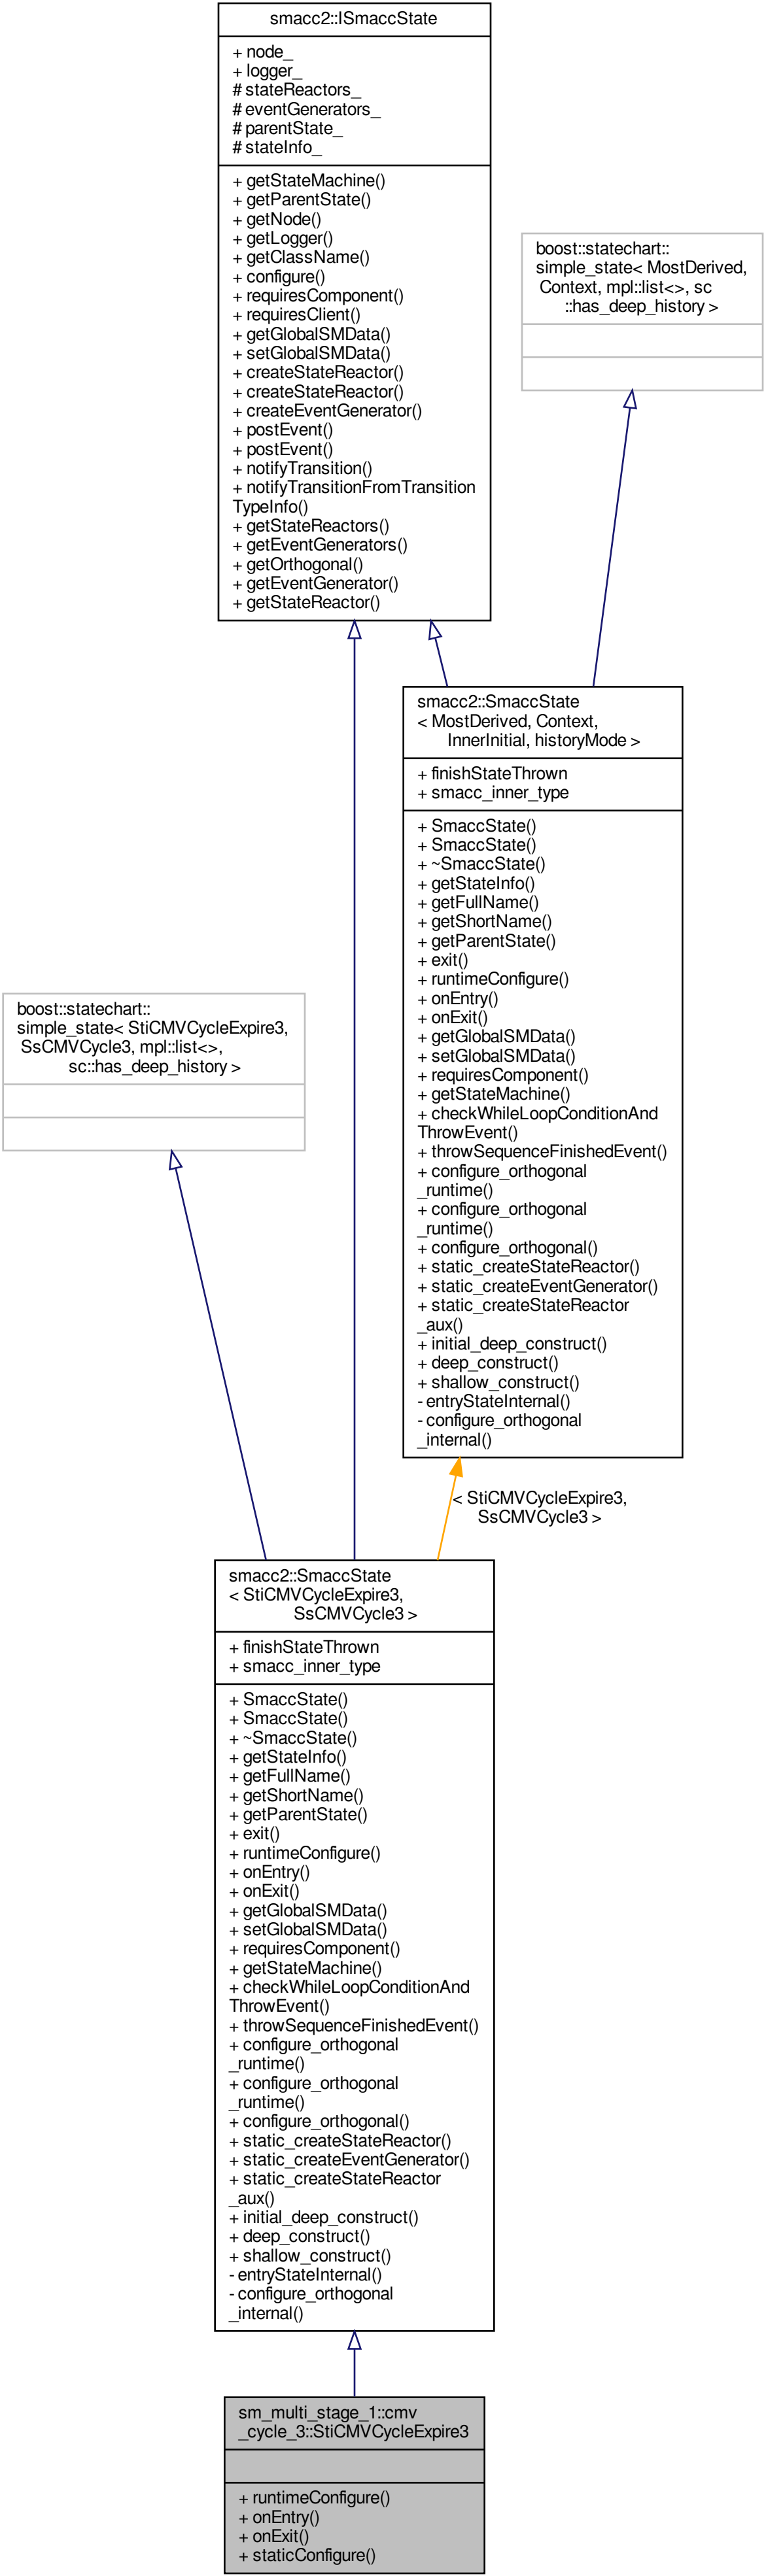 smacc2::ISmaccState
+ node_
+ logger_
# stateReactors_
# eventGenerators_
# parentState_
# stateInfo_
+ getStateMachine()
+ getParentState()
+ getNode()
+ getLogger()
+ getClassName()
+ configure()
+ requiresComponent()
+ requiresClient()
+ getGlobalSMData()
+ setGlobalSMData()
+ createStateReactor()
+ createStateReactor()
+ createEventGenerator()
+ postEvent()
+ postEvent()
+ notifyTransition()
+ notifyTransitionFromTransition
TypeInfo()
+ getStateReactors()
+ getEventGenerators()
+ getOrthogonal()
+ getEventGenerator()
+ getStateReactor()
boost::statechart::
simple_state< MostDerived,
Context, mpl::list<>, sc
::has_deep_history >
smacc2::SmaccState
< MostDerived, Context,
InnerInitial, historyMode >
+ finishStateThrown
+ smacc_inner_type
+ SmaccState()
+ SmaccState()
+ ~SmaccState()
+ getStateInfo()
+ getFullName()
+ getShortName()
+ getParentState()
+ exit()
+ runtimeConfigure()
+ onEntry()
+ onExit()
+ getGlobalSMData()
+ setGlobalSMData()
+ requiresComponent()
+ getStateMachine()
+ checkWhileLoopConditionAnd
ThrowEvent()
+ throwSequenceFinishedEvent()
+ configure_orthogonal
_runtime()
+ configure_orthogonal
_runtime()
+ configure_orthogonal()
+ static_createStateReactor()
+ static_createEventGenerator()
+ static_createStateReactor
_aux()
+ initial_deep_construct()
+ deep_construct()
+ shallow_construct()
- entryStateInternal()
- configure_orthogonal
_internal()
boost::statechart::
simple_state< StiCMVCycleExpire3,
SsCMVCycle3, mpl::list<>,
sc::has_deep_history >
< StiCMVCycleExpire3,
SsCMVCycle3 >
smacc2::SmaccState
< StiCMVCycleExpire3,
SsCMVCycle3 >
+ finishStateThrown
+ smacc_inner_type
+ SmaccState()
+ SmaccState()
+ ~SmaccState()
+ getStateInfo()
+ getFullName()
+ getShortName()
+ getParentState()
+ exit()
+ runtimeConfigure()
+ onEntry()
+ onExit()
+ getGlobalSMData()
+ setGlobalSMData()
+ requiresComponent()
+ getStateMachine()
+ checkWhileLoopConditionAnd
ThrowEvent()
+ throwSequenceFinishedEvent()
+ configure_orthogonal
_runtime()
+ configure_orthogonal
_runtime()
+ configure_orthogonal()
+ static_createStateReactor()
+ static_createEventGenerator()
+ static_createStateReactor
_aux()
+ initial_deep_construct()
+ deep_construct()
+ shallow_construct()
- entryStateInternal()
- configure_orthogonal
_internal()
sm_multi_stage_1::cmv
_cycle_3::StiCMVCycleExpire3
+ runtimeConfigure()
+ onEntry()
+ onExit()
+ staticConfigure()